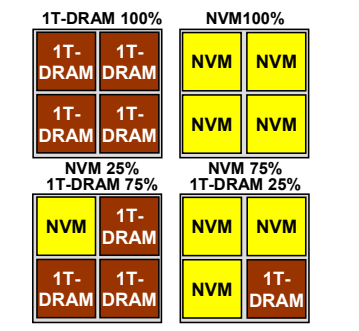 1T-DRAM 100%
NVM100%
1T-
DRAM
1T-
DRAM
1T-
DRAM
1T-
DRAM
NVM
NVM
NVM
NVM
NVM 25%
1T-DRAM 75%
NVM 75%
1T-DRAM 25%
NVM
1T-
DRAM
1T-
DRAM
1T-
DRAM
NVM
NVM
NVM
1T-
DRAM